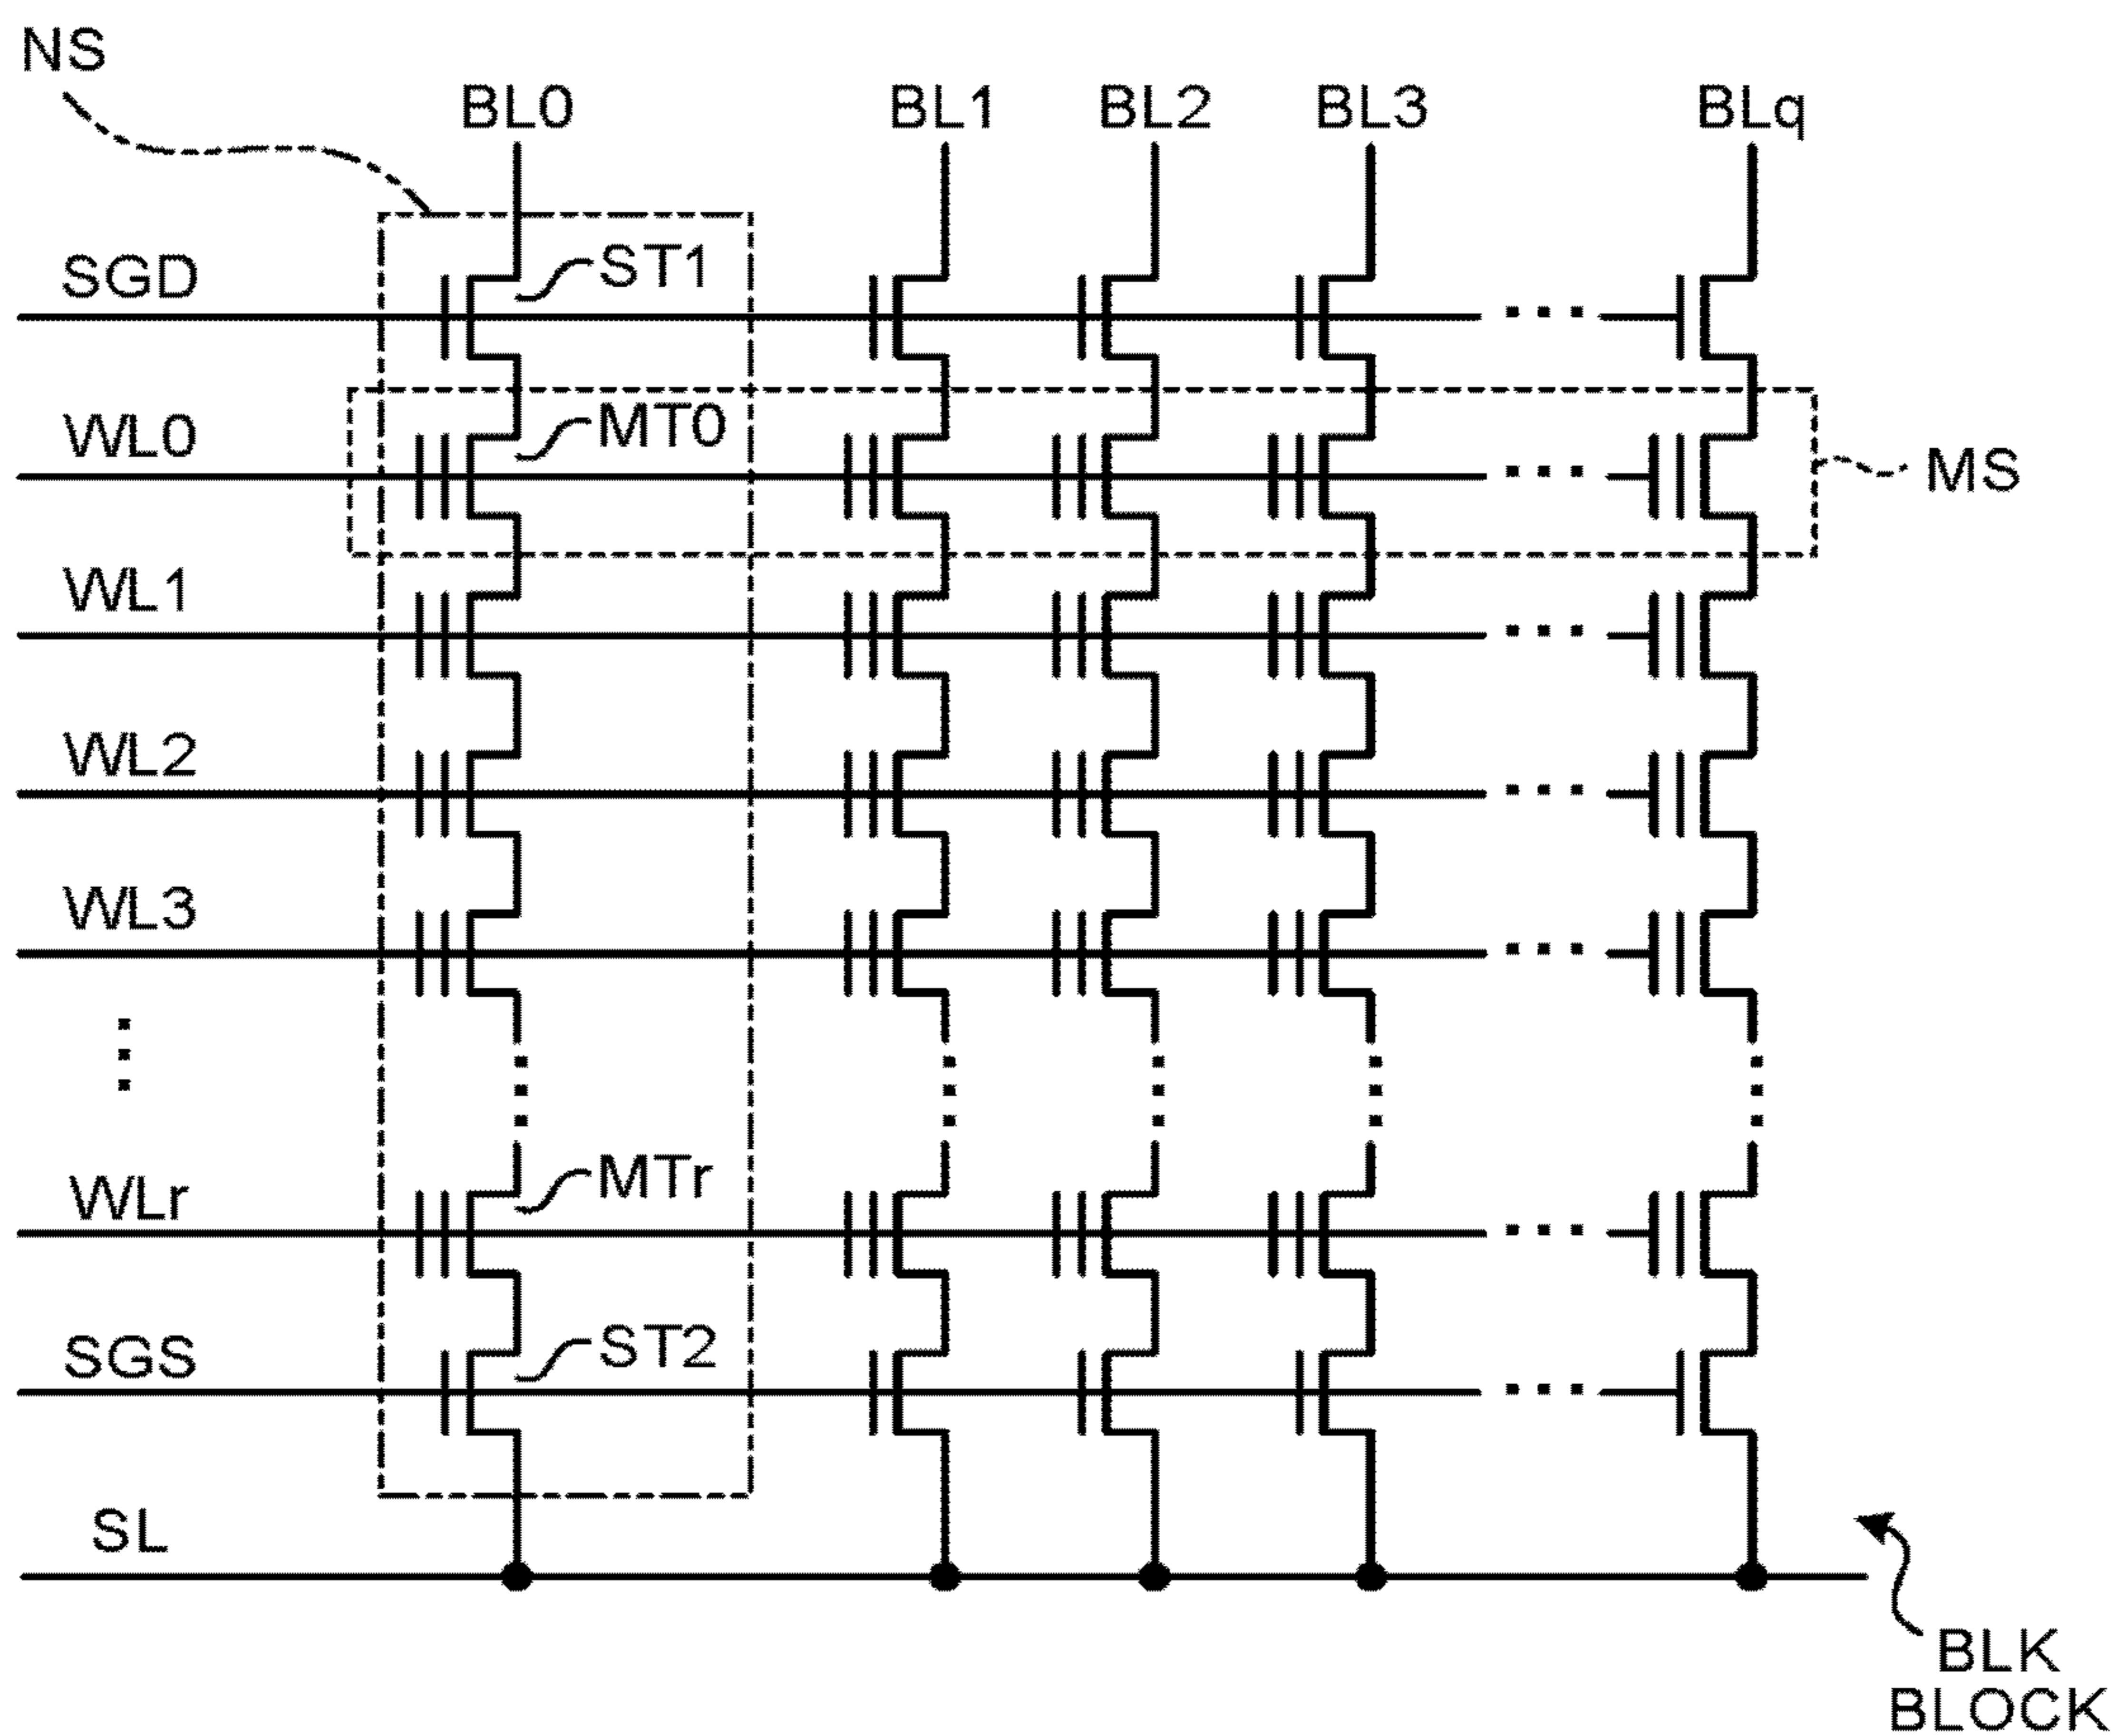 NS
BL0 BL1 BL2 BL3 BLq
SGD
ST1
WL0
MT0
MS
WL1
WL2
WL3
WLr
MTr
SGS
ST2
SL
BLK
BLOCK